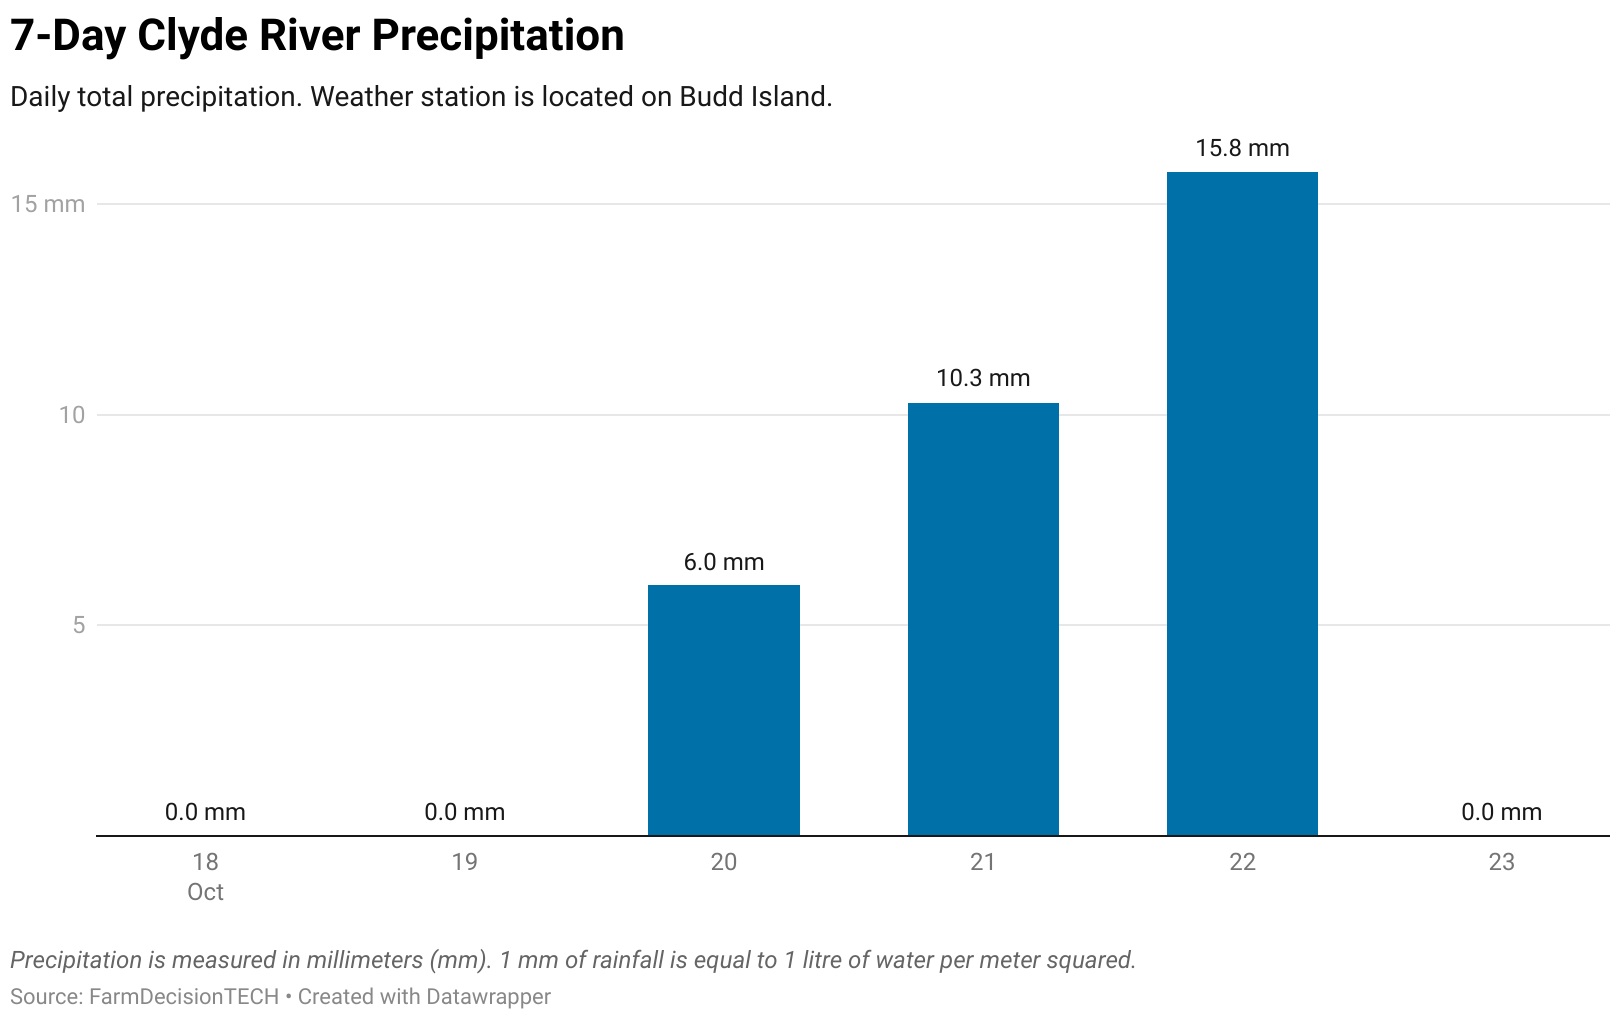 7-Day Clyde River Precipitation
Daily total precipitation. Weather station is located on Budd Island.
15.8 mm
15 mm
10.3 mm
10
6.0 mm
5
0.0 mm 0.0 mm 0.0 mm
18 19 20 21 22 23
Oct
Precipitation is measured in millimeters (mm). 1 mm of rainfall is equal to 1 litre of water per meter squared.
Source: FarmDecisionTECH • Created with Datawrapper